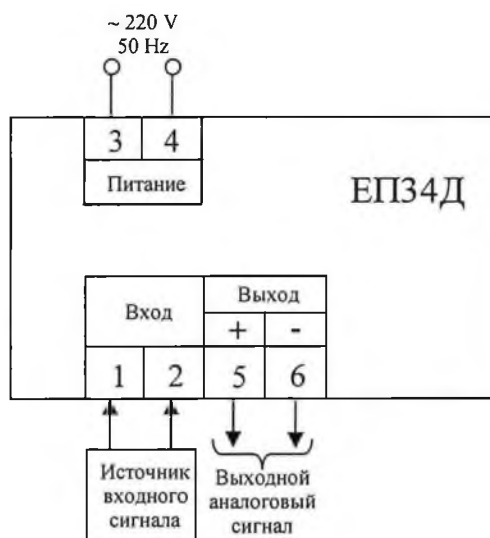 ~ 220 V
50 Hz
3 4
Питание
ЕП34Д
Вход
Выход
+ -
1 2 5 6
Источник
входного
сигнала
Выходной
аналоговый
сигнал